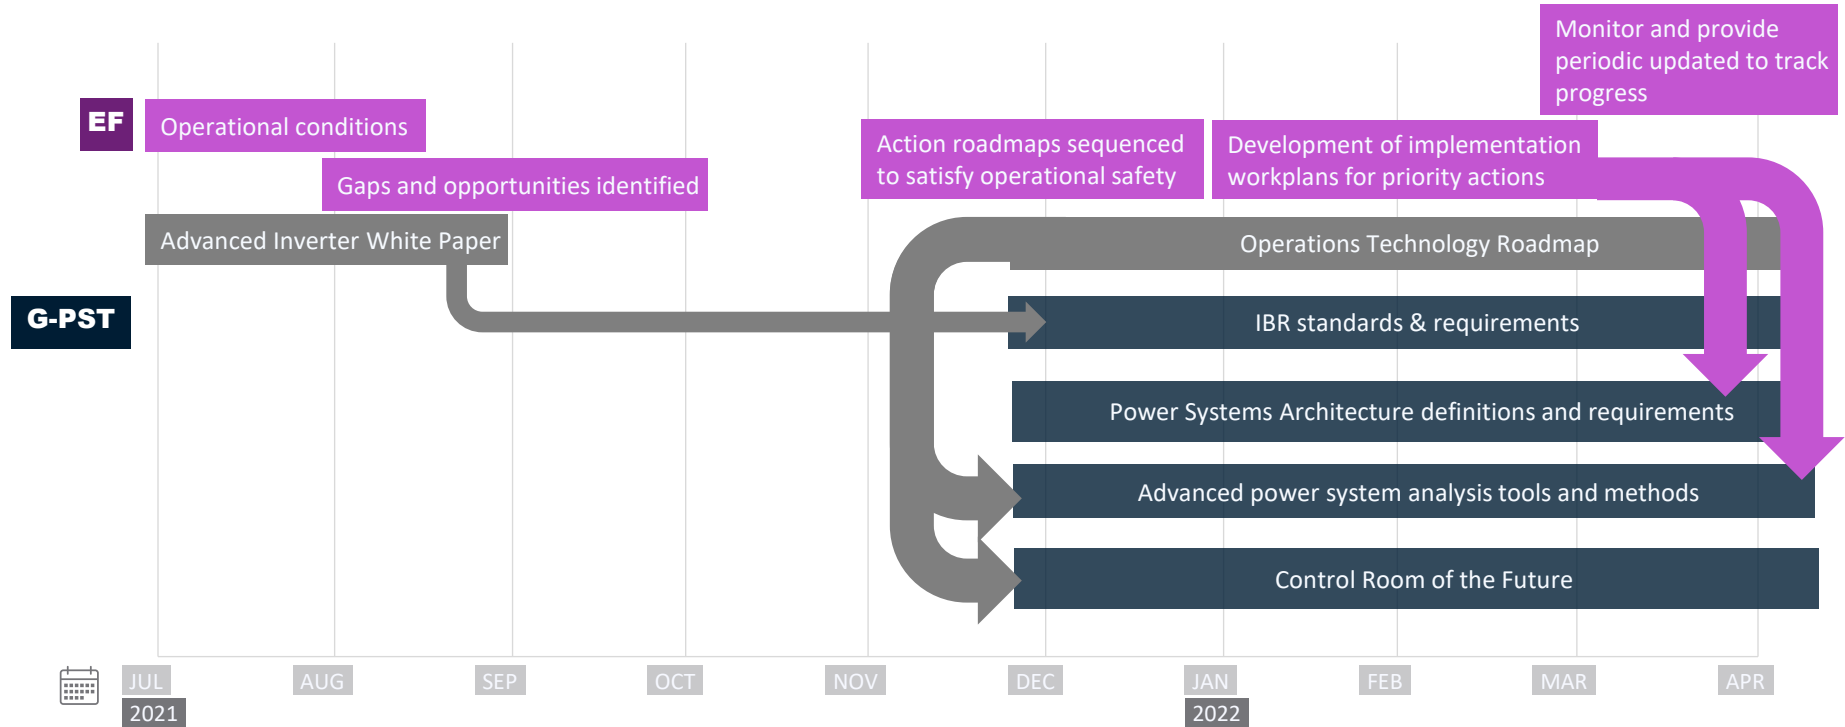 Monitor and provide
periodic updated to track
progress
EF
Operational conditions
Action roadmaps sequenced
to satisfy operational safety
Development of implementation
workplans for priority actions
Gaps and opportunities identified
Advanced Inverter White Paper
Operations Technology Roadmap
G-PST
IBR standards & requirements
Power Systems Architecture definitions and requirements
Advanced power system analysis tools and methods
Control Room of the Future
JUL
AUG
SEP
OCT
NOV
DEC
JAN
FEB
MAR
APR
2021
2022